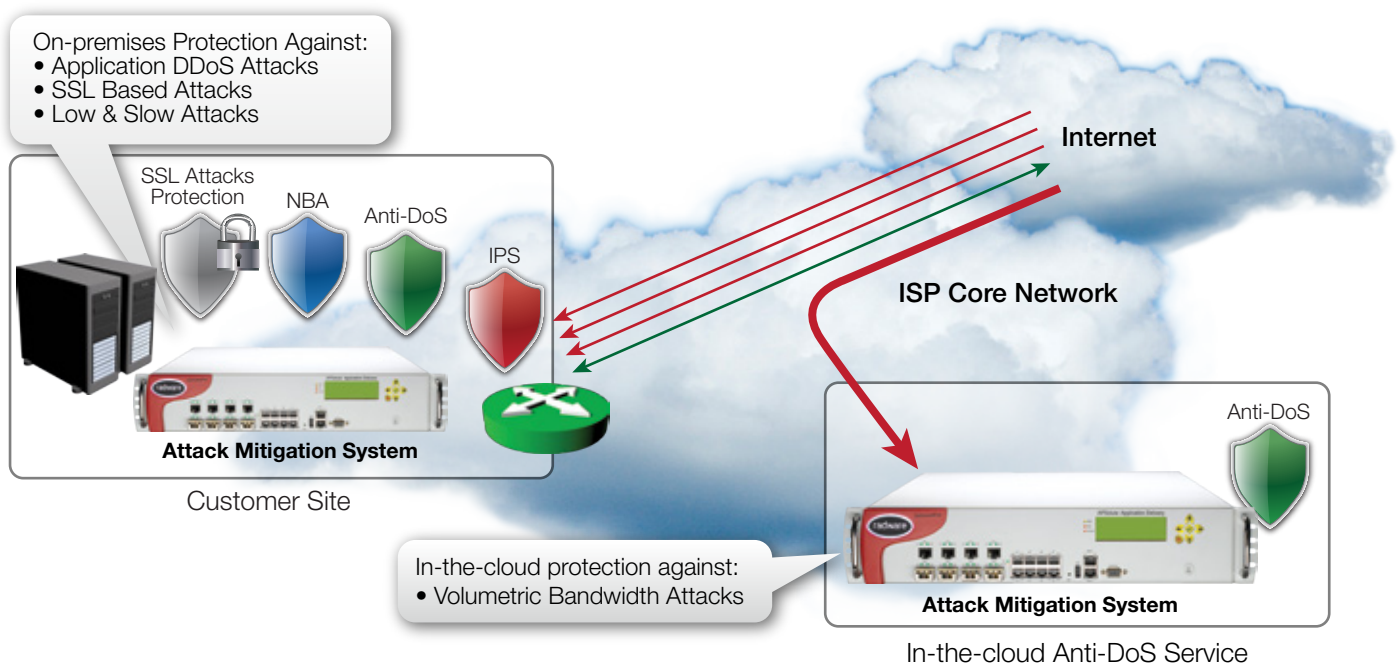 On-premises Protection Against:
• Application DDoS Attacks
• SSL Based Attacks
• Low & Slow Attacks
SSL Attacks
Protection
NBA
Anti-DoS
IPS
radware
Attack Mitigation System
Customer Site
Internet
ISP Core Network
Anti-DoS
radware
Attack Mitigation System
In-the-cloud protection against:
• Volumetric Bandwidth Attacks
In-the-cloud Anti-DoS Service